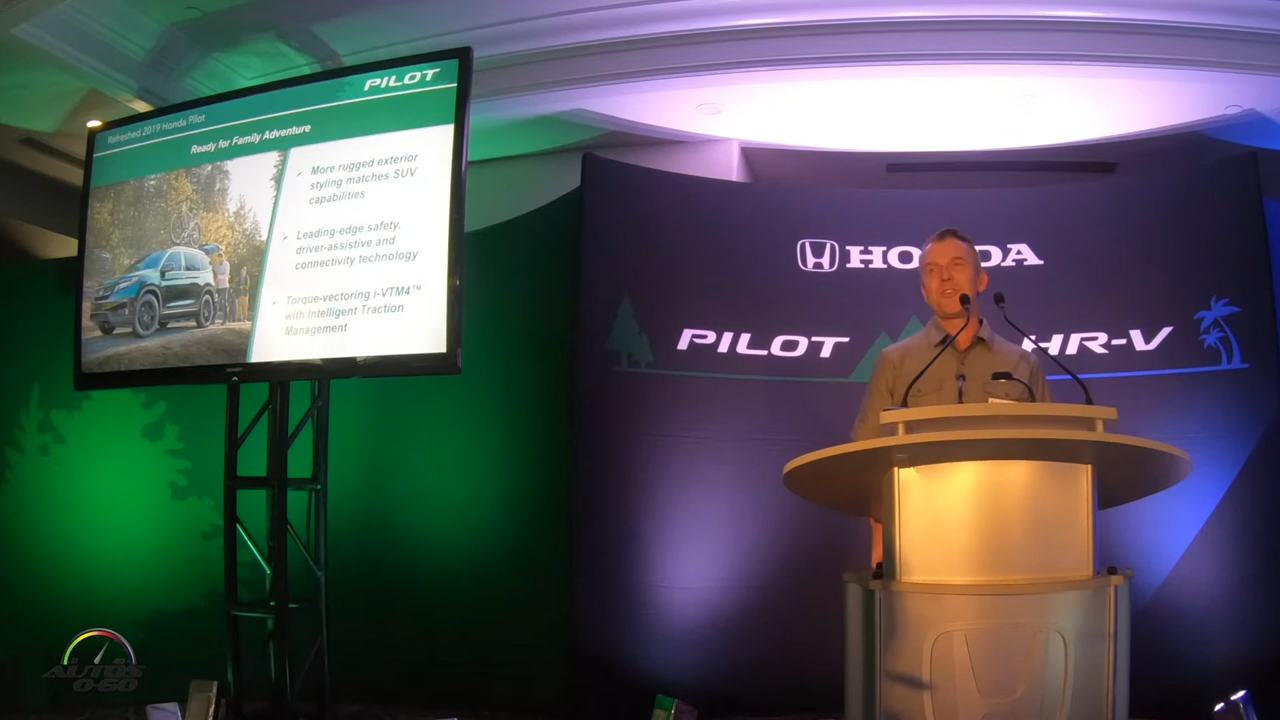 PILOT
Refreshed 2019 Honda Pilot
Ready for Family Adventure
More rugged exterior
styling matches SUV
capabilities
Leading-edge safety,
driver-assistive and
connectivity technology
Torque-vectoring i-VTM4™
with Intelligent Traction
Management
HONDA
PILOT
HR-V
AUTOS
0-60